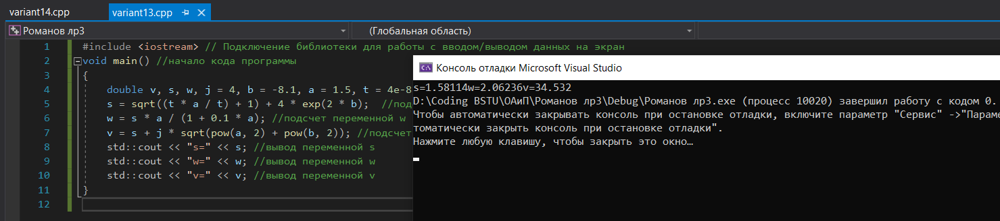 variant14.cpp variant13.cpp
Романов лр3 (Глобальная область)
1 #include <iostream> // Подключение библиотеки для работы с вводом/выводом данных на экран
2 void main() //начало кода программы
3 {
4 double v, s, w, j = 4, b = -8.1, a = 1.5, t = 4e-8
5 s = sqrt((t * a / t) + 1) + 4 * exp(2 * b); //под
6 w = s * a / (1 + 0.1 * a); //подсчет переменной w
7 v = s + j * sqrt(pow(a, 2) + pow(b, 2)); //подсчет
8 std::cout << "s=" << s; //вывод переменной s
9 std::cout << "w=" << w; //вывод переменной w
10 std::cout << "v=" << v; //вывод переменной v
11 }
12
Консоль отладки Microsoft Visual Studio
s=1.58114w=2.06236v=34.532
D:\Coding BSTU\ОАиП\Романов лр3\Debug\Романов лр3.exe (процесс 10020) завершил работу с кодом 0.
Чтобы автоматически закрывать консоль при остановке отладки, включите параметр "Сервис" ->"Параме
томатически закрыть консоль при остановке отладки".
Нажмите любую клавишу, чтобы закрыть это окно…